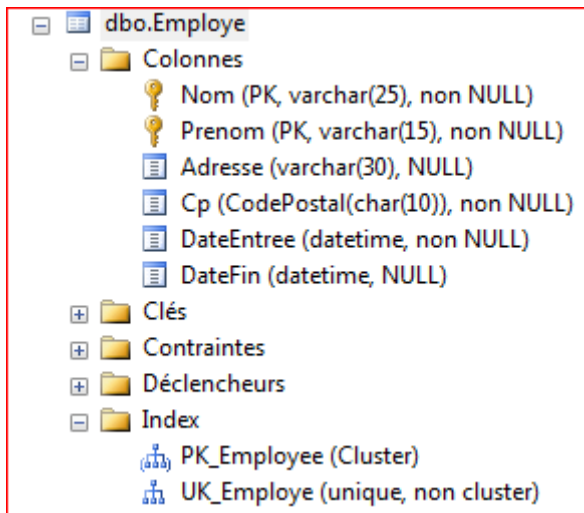 dbo.Employe
Colonnes
Nom (PK, varchar(25), non NULL)
Prenom (PK, varchar(15), non NULL)
Adresse (varchar(30), NULL)
Cp (CodePostal(char(10)), non NULL)
DateEntree (datetime, non NULL)
DateFin (datetime, NULL)
Clés
Contraintes
Déclencheurs
Index
PK_Employee (Cluster)
UK_Employe (unique, non cluster)